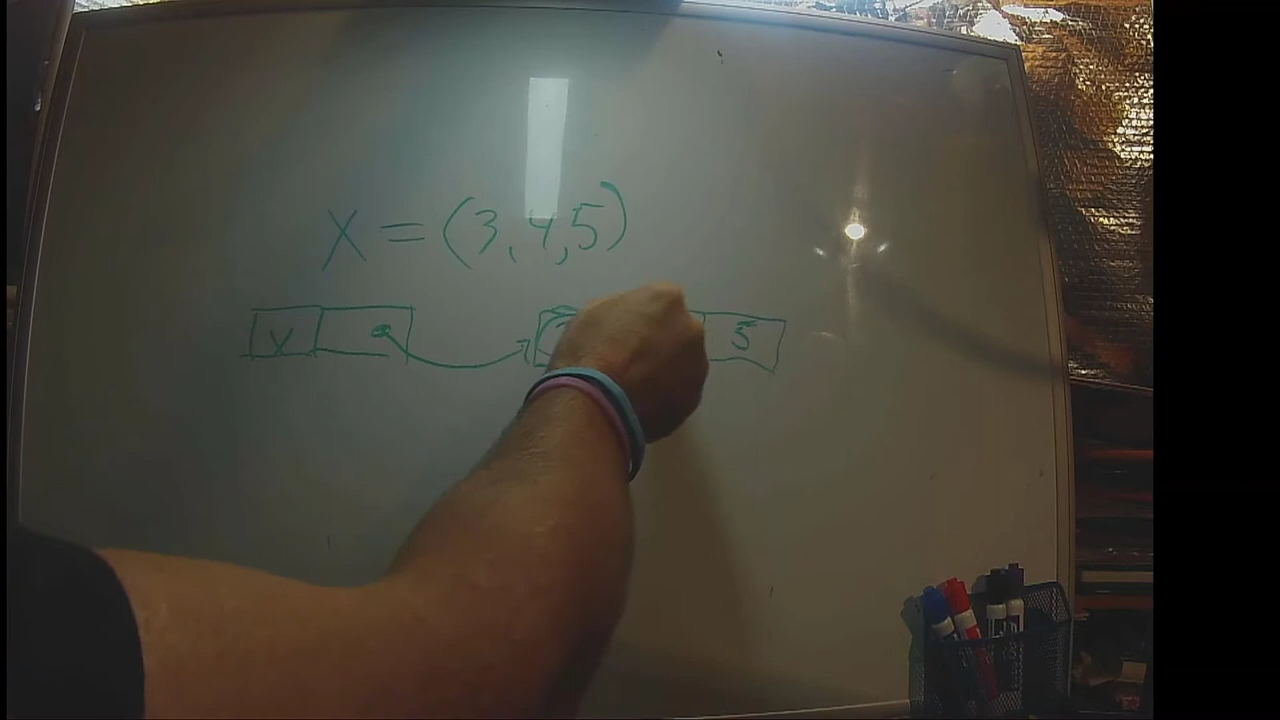 X = (3,4,5)
X 5